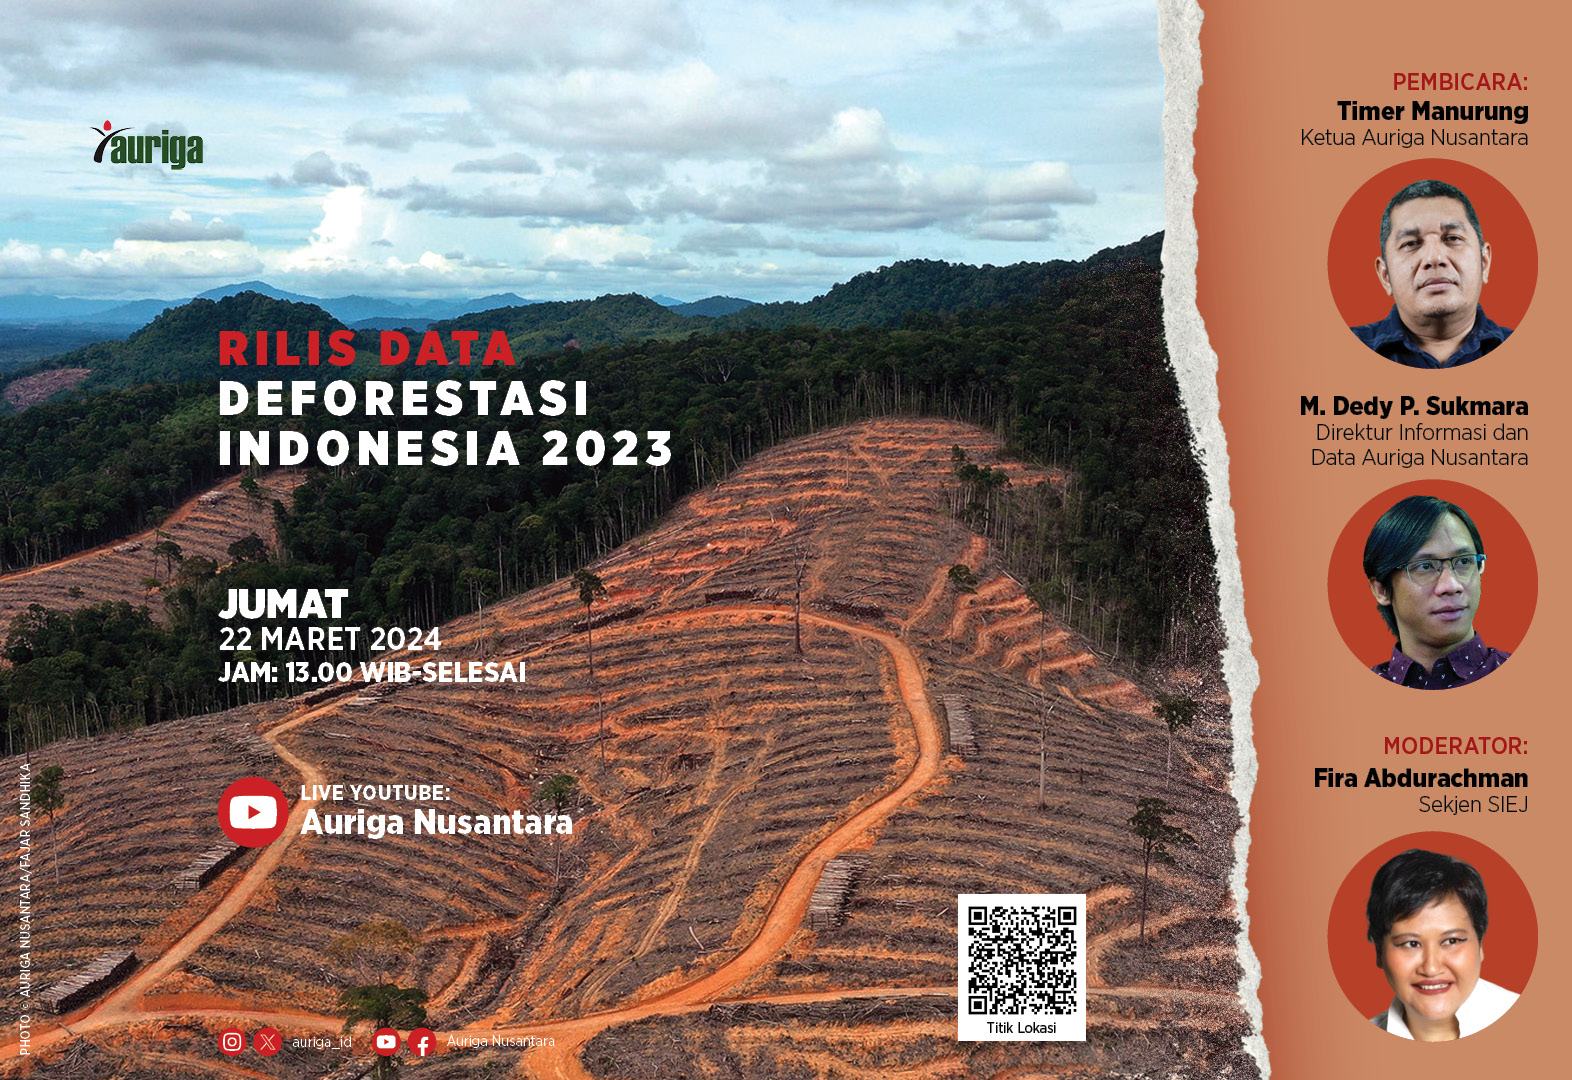 auriga
RILIS DATA
DEFORESTASI
INDONESIA 2023
JUMAT
22 MARET 2024
JAM: 13.00 WIB-SELESAI
LIVE YOUTUBE:
Auriga Nusantara
auriga_id
Auriga Nusantara
Titik Lokasi
PHOTO © AURIGA NUSANTARA/FAJAR SANDHIKA
PEMBICARA:
Timer Manurung
Ketua Auriga Nusantara
M. Dedy P. Sukmara
Direktur Informasi dan
Data Auriga Nusantara
MODERATOR:
Fira Abdurachman
Sekjen SIEJ